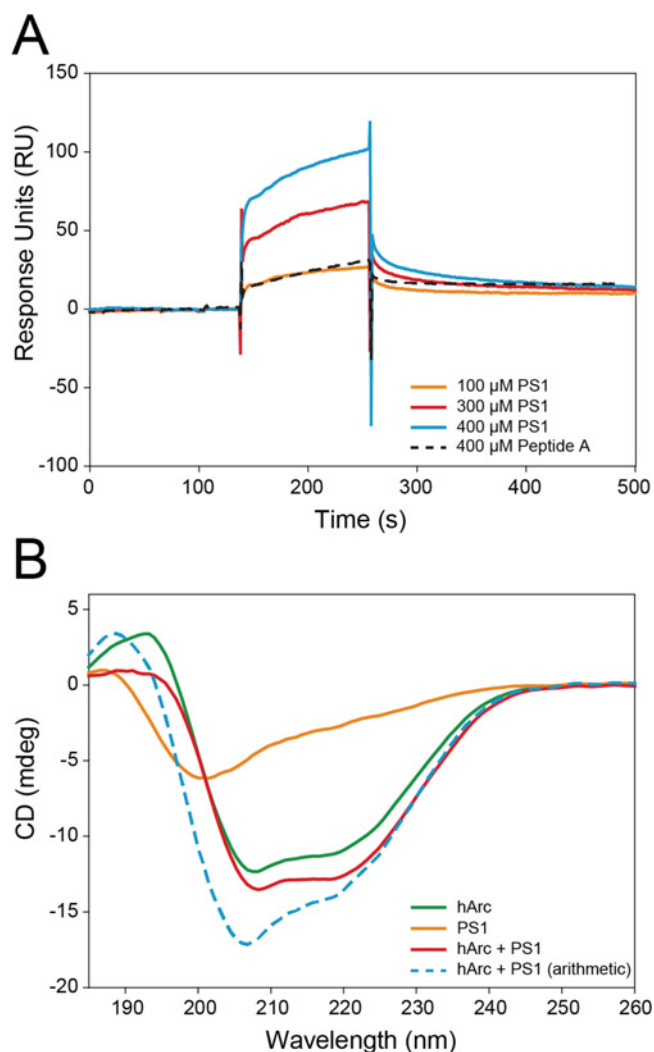 A
150
100
50
0
-50
-100
Response Units (RU)
100 µM PS1
300 µM PS1
400 µM PS1
400 µM Peptide A
0 100 200 300 400 500
Time (s)
B
5
0
-5
-10
-15
-20
CD (mdeg)
hArc
PS1
hArc + PS1
hArc + PS1 (arithmetic)
190 200 210 220 230 240 250 260
Wavelength (nm)